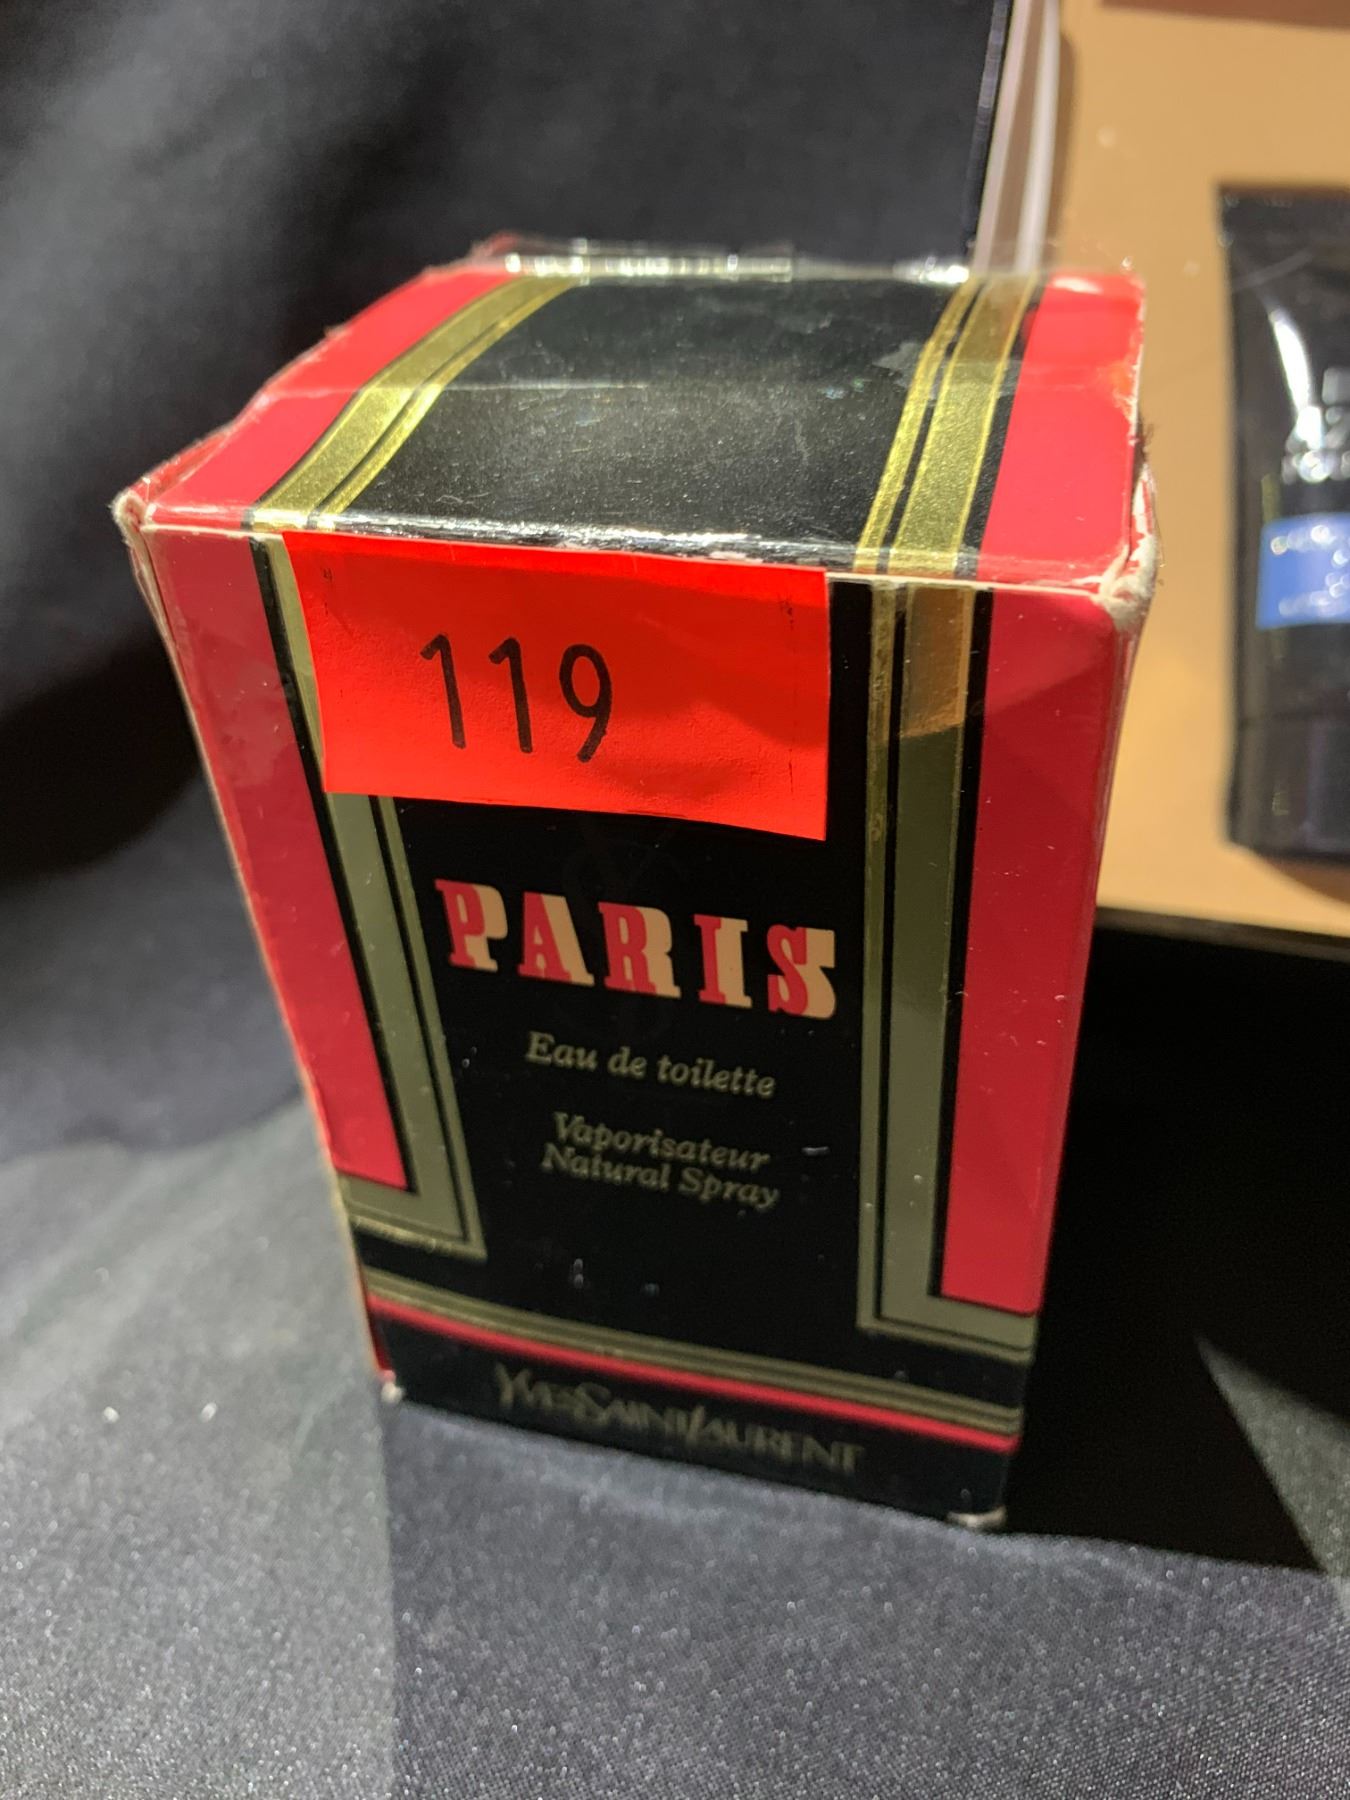 119
PARIS
Eau de toilette
Vaporisateur
Natural Spray
YVESSAINTLAURENT